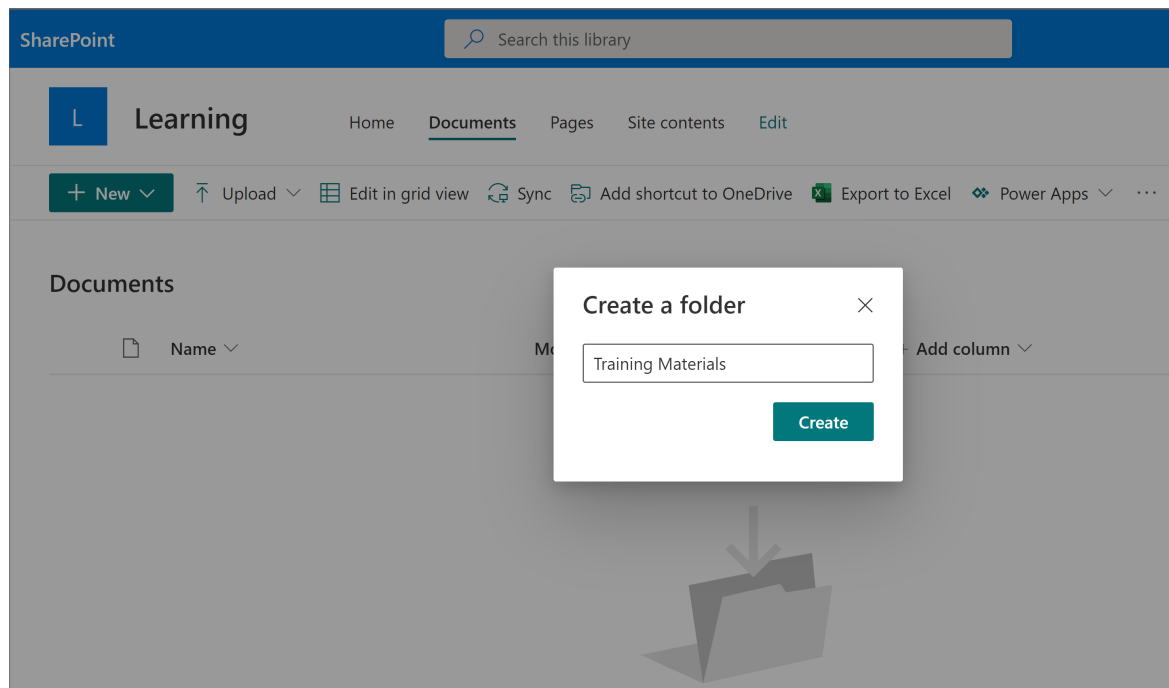 SharePoint
Search this library
L
Learning
Home Documents Pages Site contents Edit
New Upload Edit in grid view Sync Add shortcut to OneDrive Export to Excel Power Apps ...
Documents
Create a folder
Name Add column
Training Materials
Create